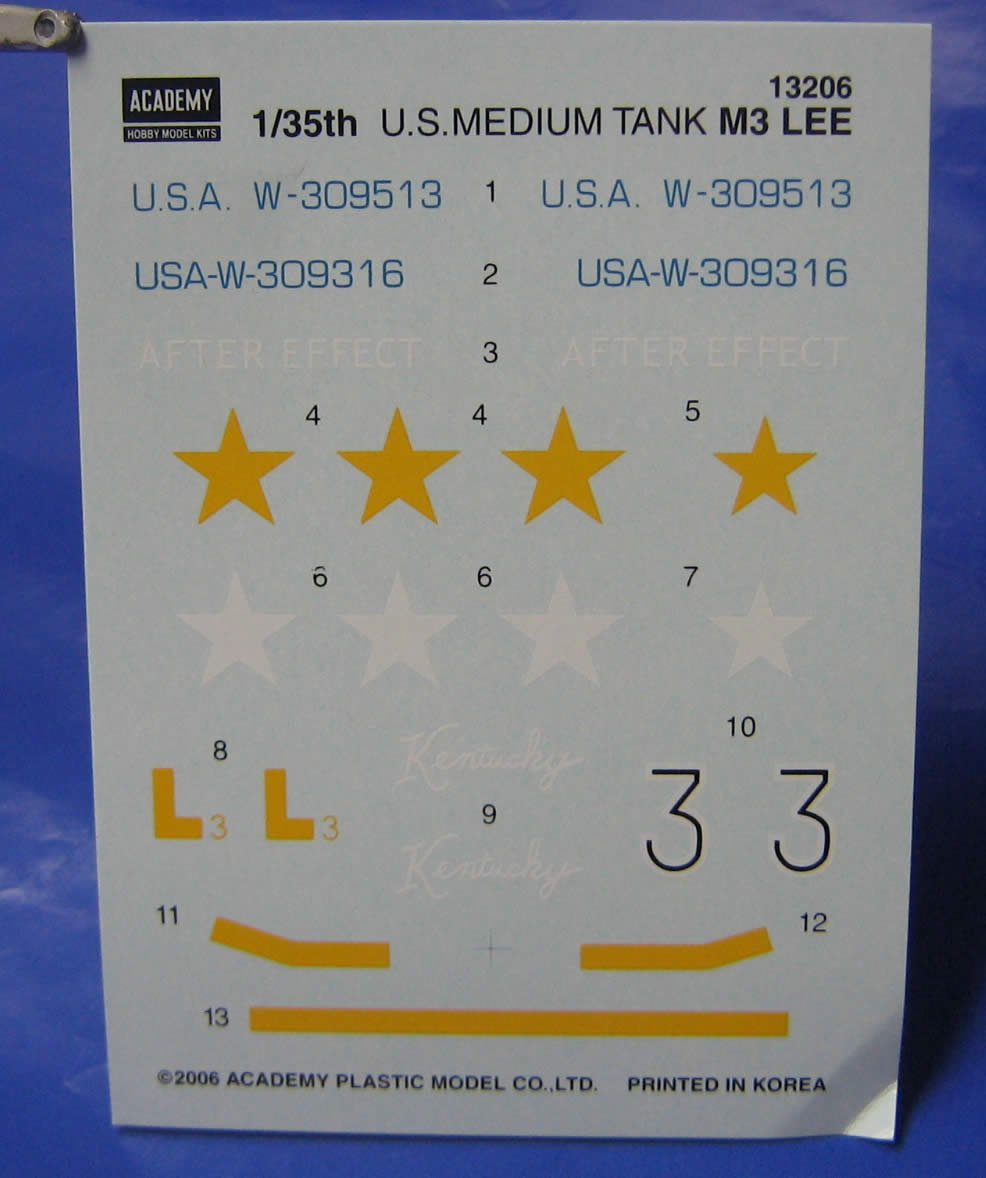 ACADEMY
HOBBY MODEL KITS
13206
1/35th U.S.MEDIUM TANK M3 LEE
U.S.A. W-309513 1 U.S.A. W-309513
USA-W-309316 2 USA-W-309316
AFTER EFFECT 3 AFTER EFFECT
4 4 5
6 6 7
8 10
Kentucky
L3 L3 9 3 3
Kentucky
11 12
13
©2006 ACADEMY PLASTIC MODEL CO.,LTD. PRINTED IN KOREA